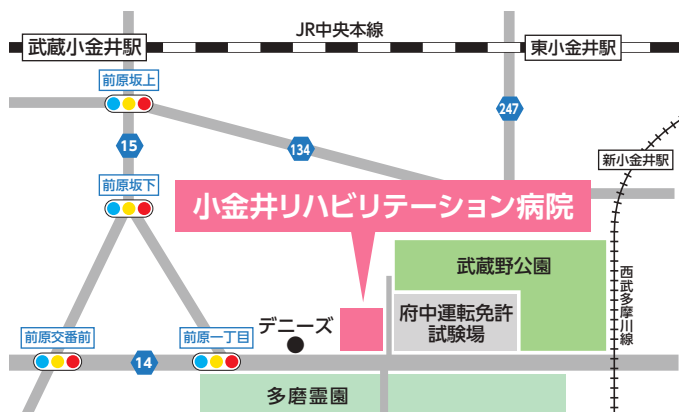 JR中央本線
武蔵小金井駅
東小金井駅
前原坂上
247
15
134
新小金井駅
前原坂下
小金井リハビリテーション病院
武蔵野公園
西武多摩川線
府中運転免許
試験場
デニーズ
前原交番前
前原一丁目
14
多磨霊園